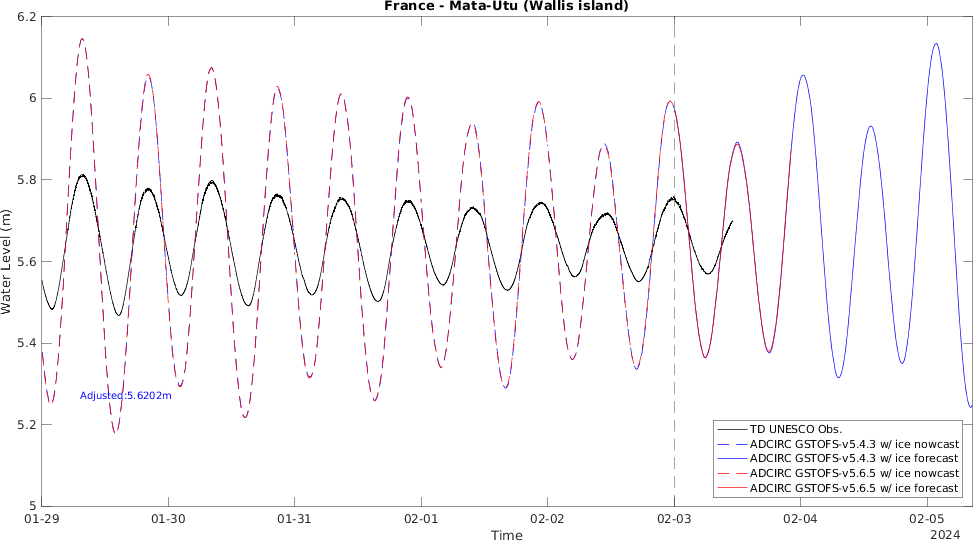 France - Mata-Utu (Wallis island)
6.2
6
5.8
5.6
5.4
5.2
5
Water Level (m)
Adjusted:5.6202m
TD UNESCO Obs.
ADCIRC GSTOFS-v5.4.3 w/ ice nowcast
ADCIRC GSTOFS-v5.4.3 w/ ice forecast
ADCIRC GSTOFS-v5.6.5 w/ ice nowcast
ADCIRC GSTOFS-v5.6.5 w/ ice forecast
01-29 01-30 01-31 02-01 02-02 02-03 02-04 02-05
Time
2024